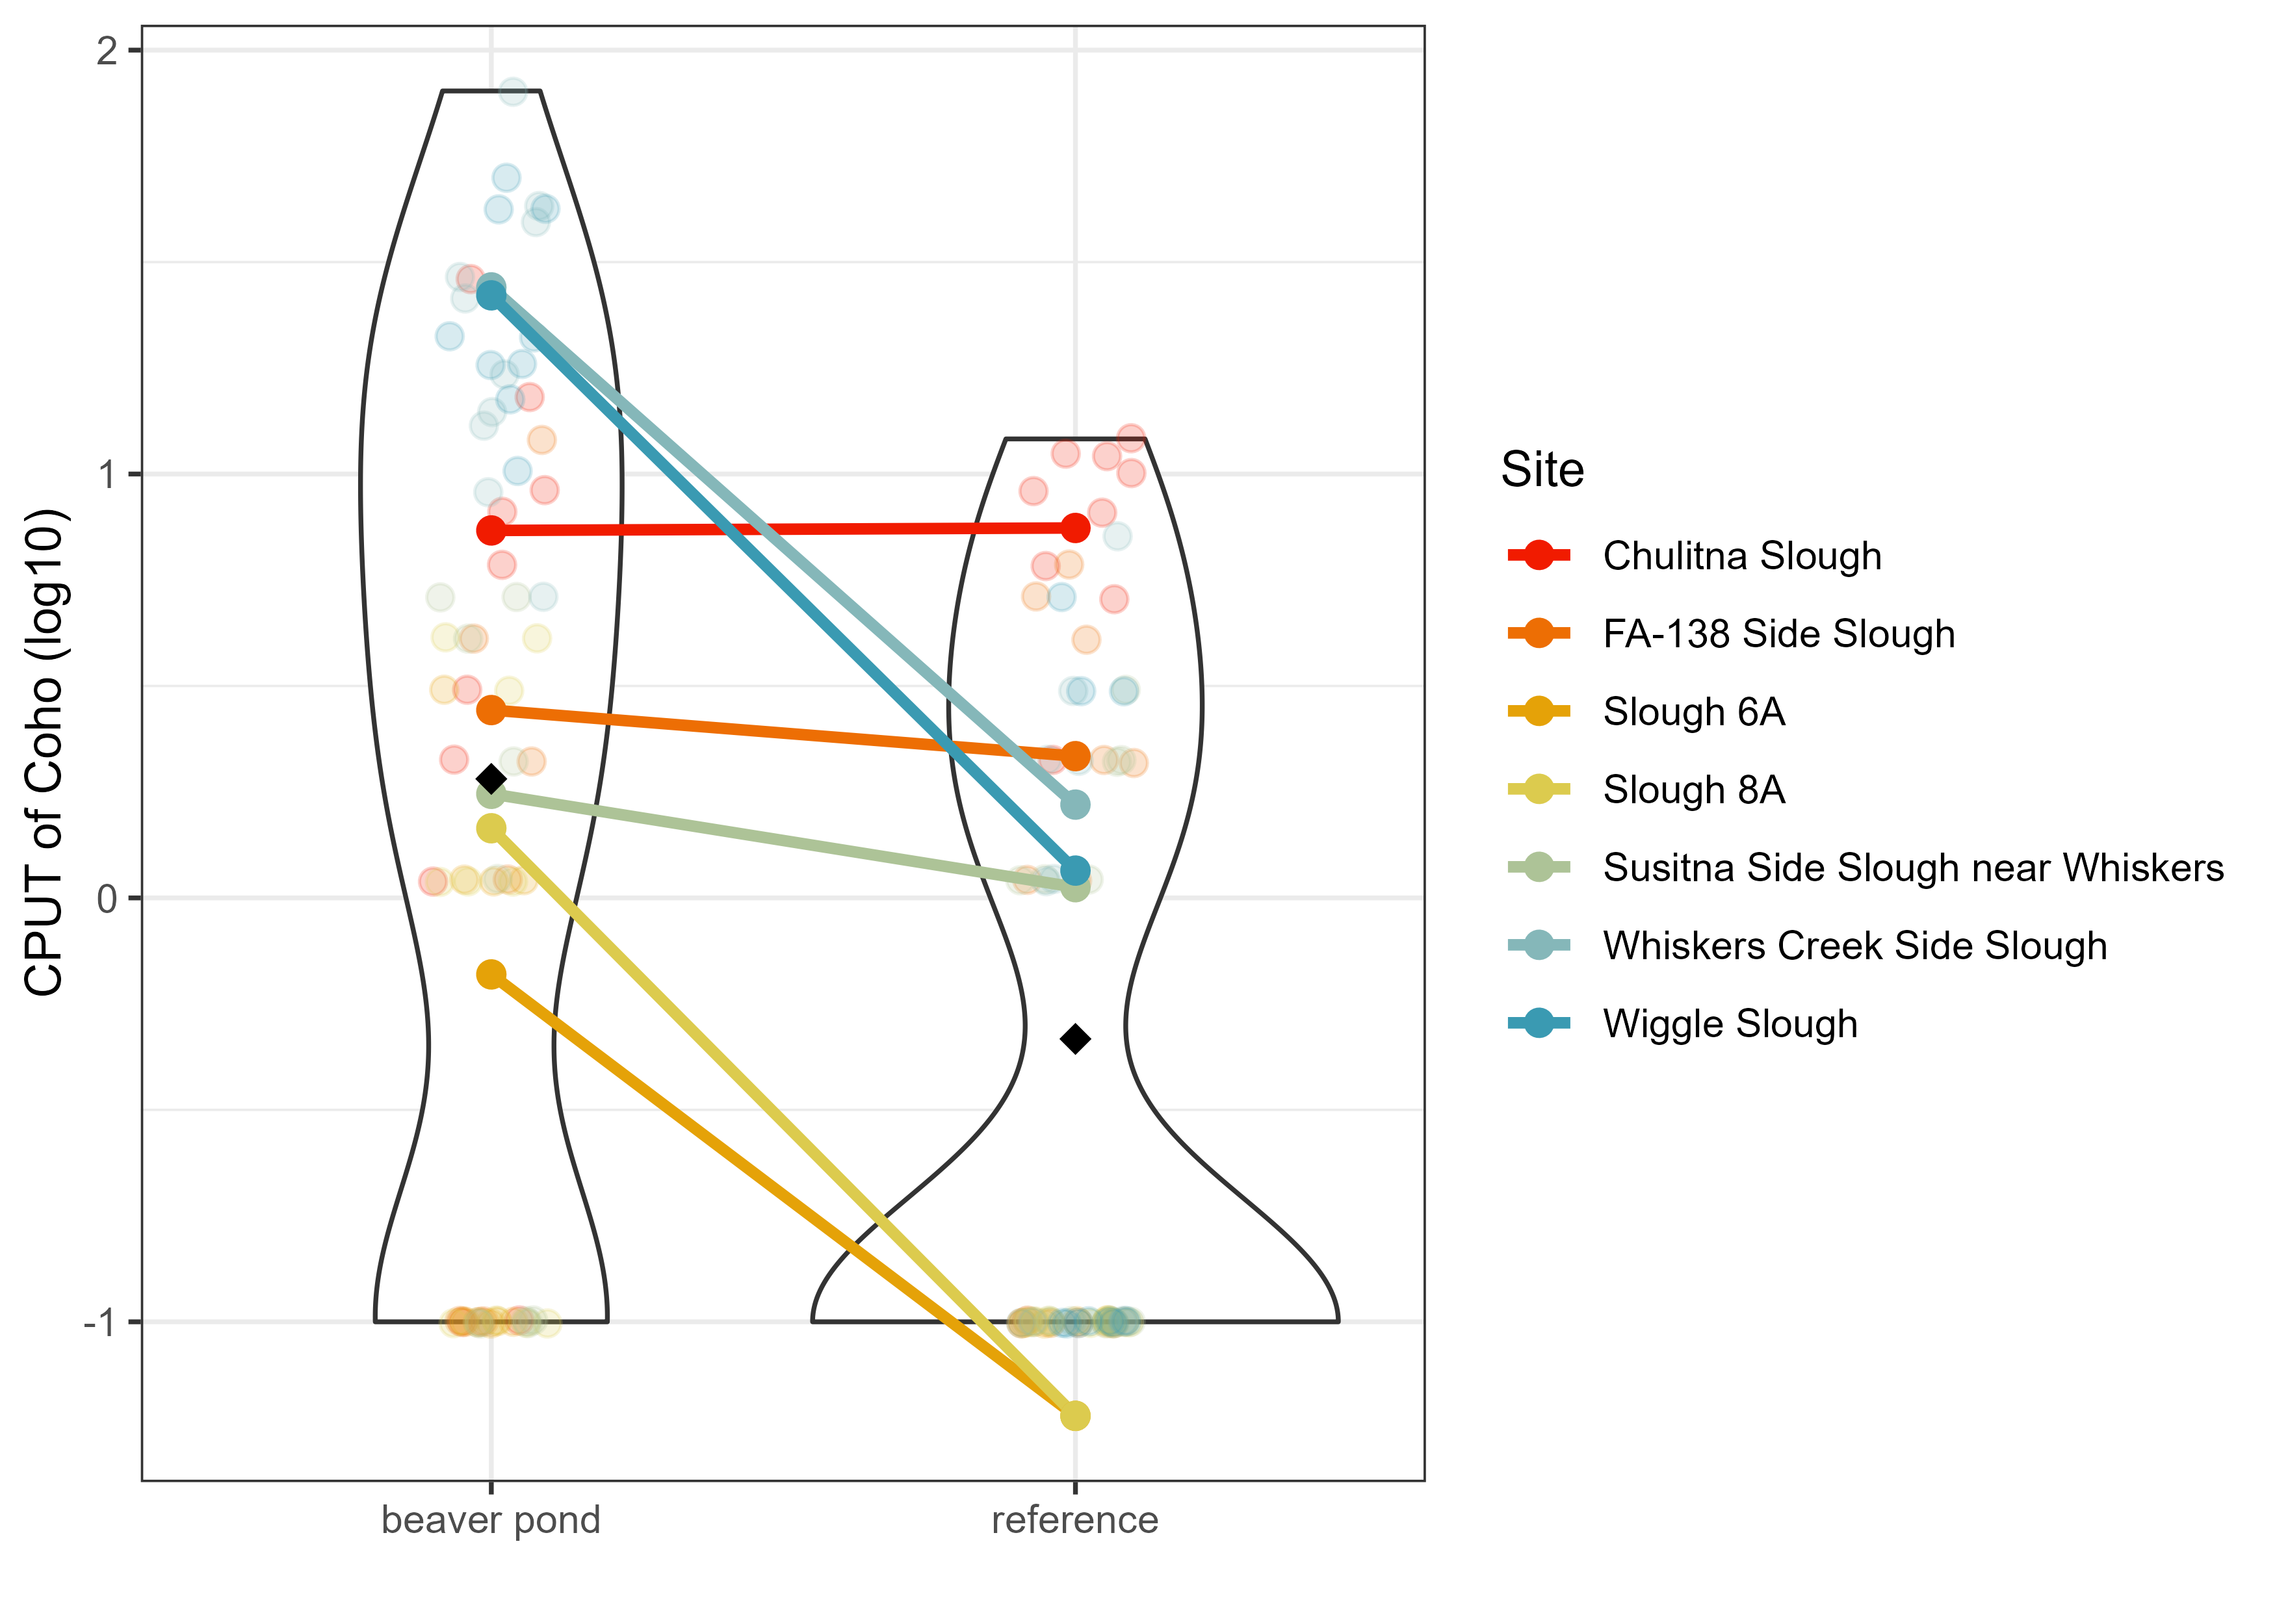 CPUT of Coho (log10)
2
1
0
-1
beaver pond
reference
Site
Chulitna Slough
FA-138 Side Slough
Slough 6A
Slough 8A
Susitna Side Slough near Whiskers
Whiskers Creek Side Slough
Wiggle Slough